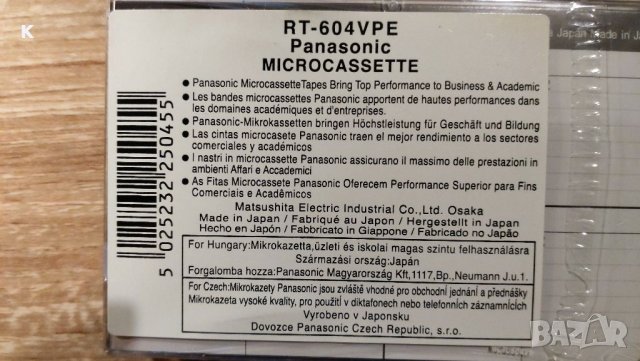 RT-604VPE
Panasonic
MICROCASSETTE
• Panasonic MicrocassetteTapes Bring Top Performance to Business & Academic
• Les bandes microcassettes Panasonic apportent de hautes performances dans
les domaines académiques et d'entreprises.
• Panasonic-Mikrokassetten bringen Höchstleistung für Geschäft und Bildung
• Las cintas microcasete Panasonic traen el mejor rendimiento a los sectores
comerciales y académicos
• I nastri in microcassette Panasonic assicurano il massimo delle prestazioni in
ambienti Affari e Accademici
• As Fitas Microcassete Panasonic Oferecem Performance Superior para Fins
Comerciais e Académicos
Matsushita Electric Industrial Co.,Ltd. Osaka
Made in Japan / Fabriqué au Japon / Hergestellt in Japan
Hecho en Japón / Fabbricato in Giappone / Fabricado no Japão
For Hungary:Mikrokazetta,üzleti és iskolai magas szintu felhasználásra
Származási ország:Japán
Forgalomba hozza:Panasonic Magyarország Kft,1117,Bp.,Neumann J.u.1.
For Czech:Mikrokazety Panasonic jsou zvláště vhodné pro obchodní jednání a přednášky
Mikrokazeta vysoké kvality, pro použití v diktafonech nebo telefonních záznamnících
Vyrobeno v Japonsku
Dovozce Panasonic Czech Republic, s.r.o.
5 025232 250455
Japan Made in Ja
K
bazar.bg